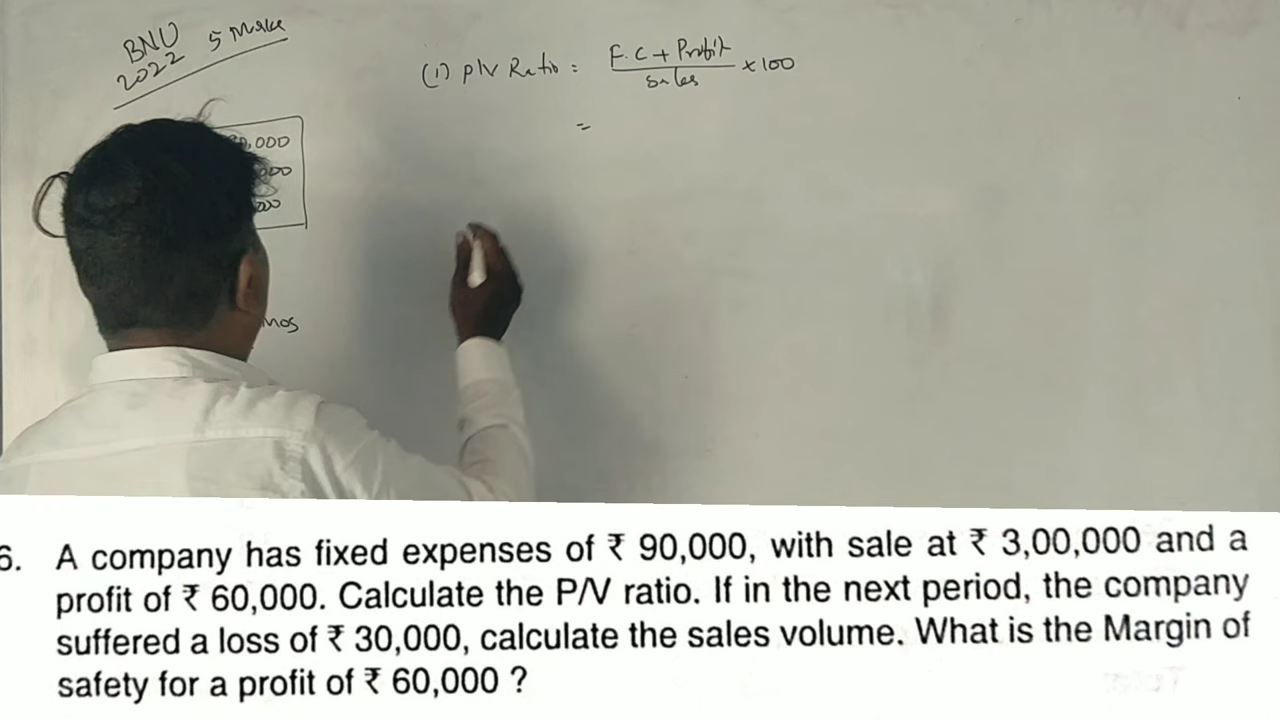 BNU 5 Marks
2022
(1) P/V Ratio = F.C + Profit / Sales × 100
=
0,000
000
000
6. A company has fixed expenses of ₹ 90,000, with sale at ₹ 3,00,000 and a
profit of ₹ 60,000. Calculate the P/V ratio. If in the next period, the company
suffered a loss of ₹ 30,000, calculate the sales volume. What is the Margin of
safety for a profit of ₹ 60,000 ?